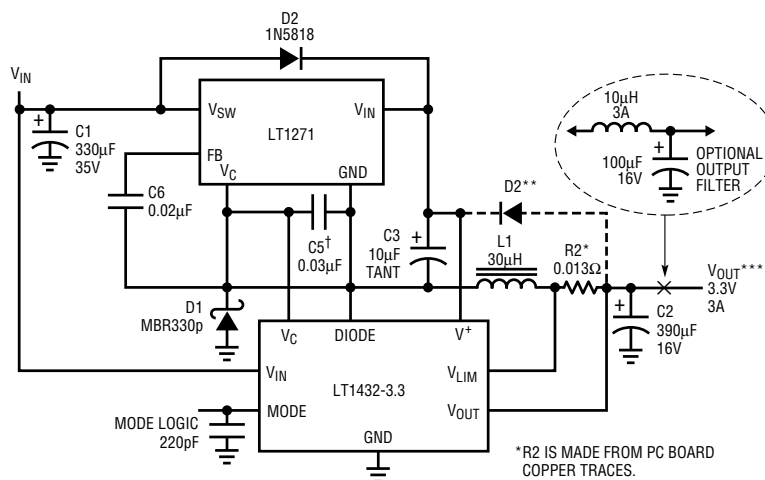 D2
1N5818
V_IN
V_SW
V_IN
LT1271
FB
V_C
GND
+
C1
330µF
35V
C6
0.02µF
C5†
0.03µF
+
C3
10µF
TANT
D2**
L1
30µH
R2*
0.013Ω
10µH
3A
+
100µF
16V
OPTIONAL
OUTPUT
FILTER
V_OUT***
3.3V
3A
+
C2
390µF
16V
D1
MBR330p
V_C
DIODE
V+
V_IN
V_LIM
LT1432-3.3
MODE
V_OUT
GND
MODE LOGIC
220pF
*R2 IS MADE FROM PC BOARD
COPPER TRACES.